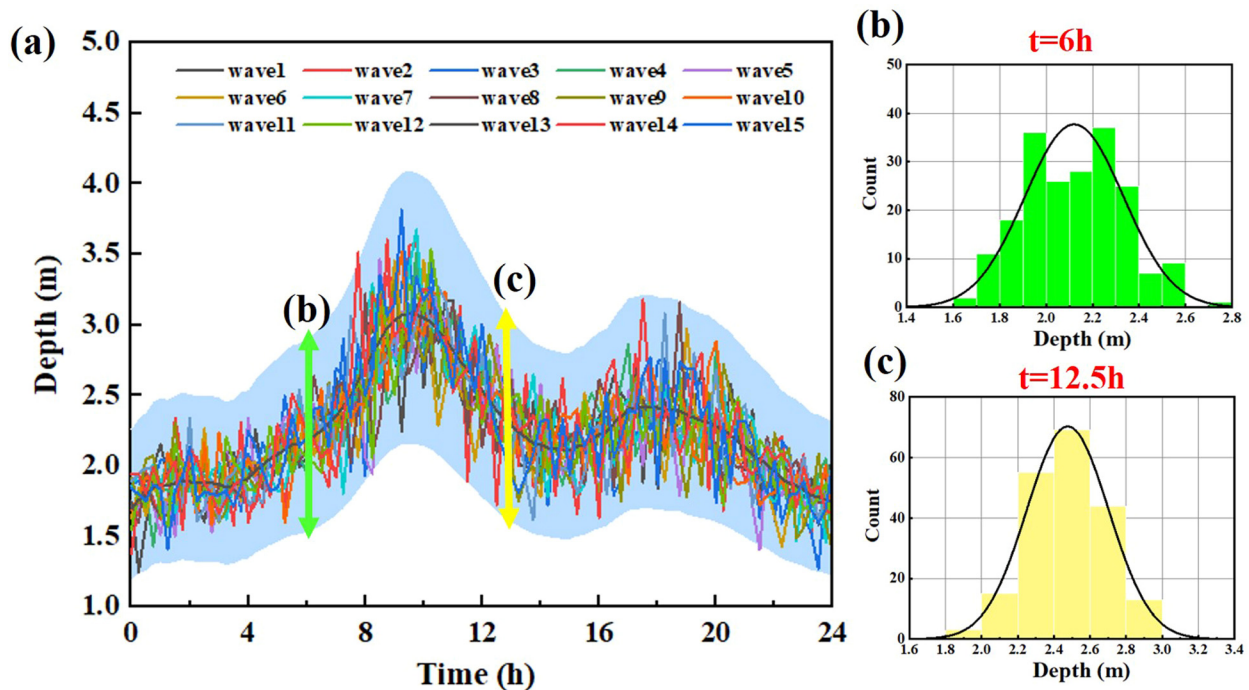 (a)
5.0
4.5
4.0
3.5
3.0
2.5
2.0
1.5
1.0
Depth (m)
wave1 wave2 wave3 wave4 wave5
wave6 wave7 wave8 wave9 wave10
wave11 wave12 wave13 wave14 wave15
(b)
(c)
0 4 8 12 16 20 24
Time (h)
(b)
t=6h
50
40
30
20
10
0
Count
1.4 1.6 1.8 2.0 2.2 2.4 2.6 2.8
Depth (m)
(c)
t=12.5h
80
60
40
20
0
Count
1.6 1.8 2.0 2.2 2.4 2.6 2.8 3.0 3.2 3.4
Depth (m)